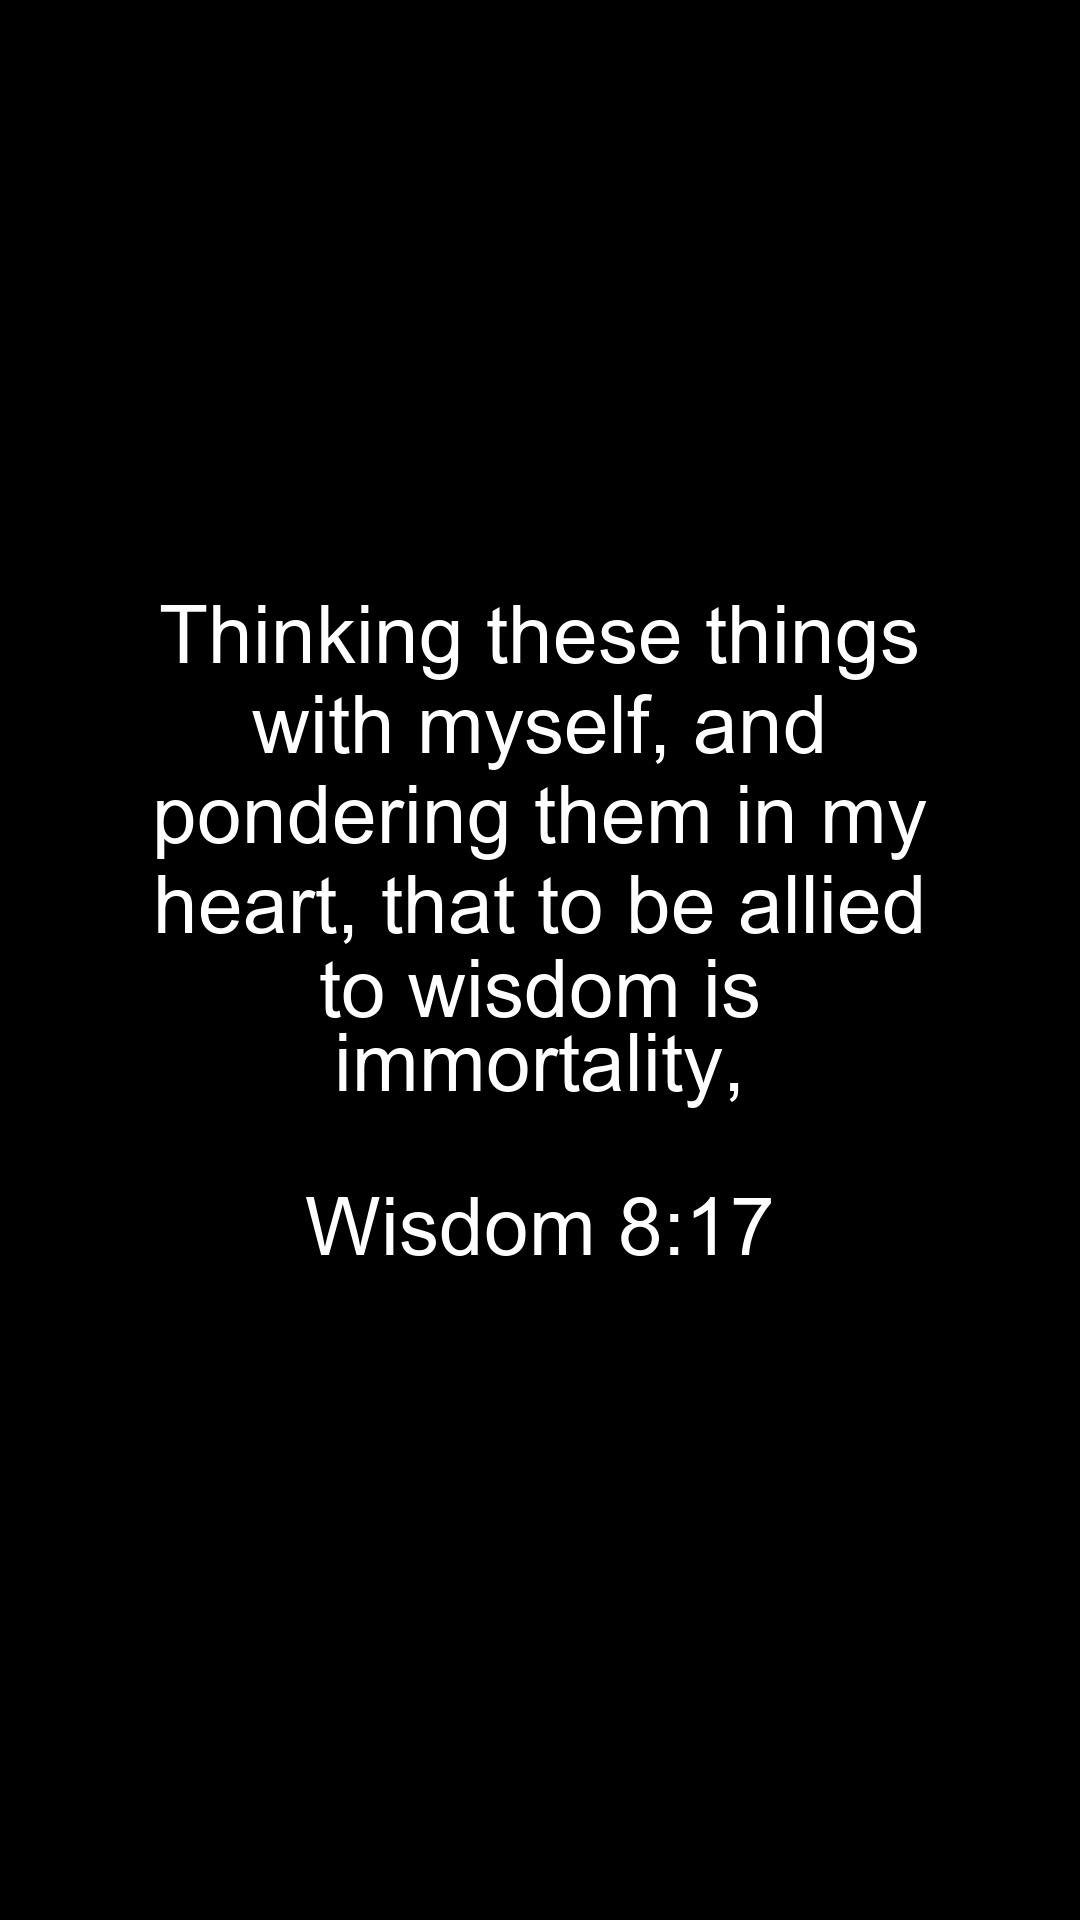 Thinking these things
with myself, and
pondering them in my
heart, that to be allied
to wisdom is
immortality,
Wisdom 8:17